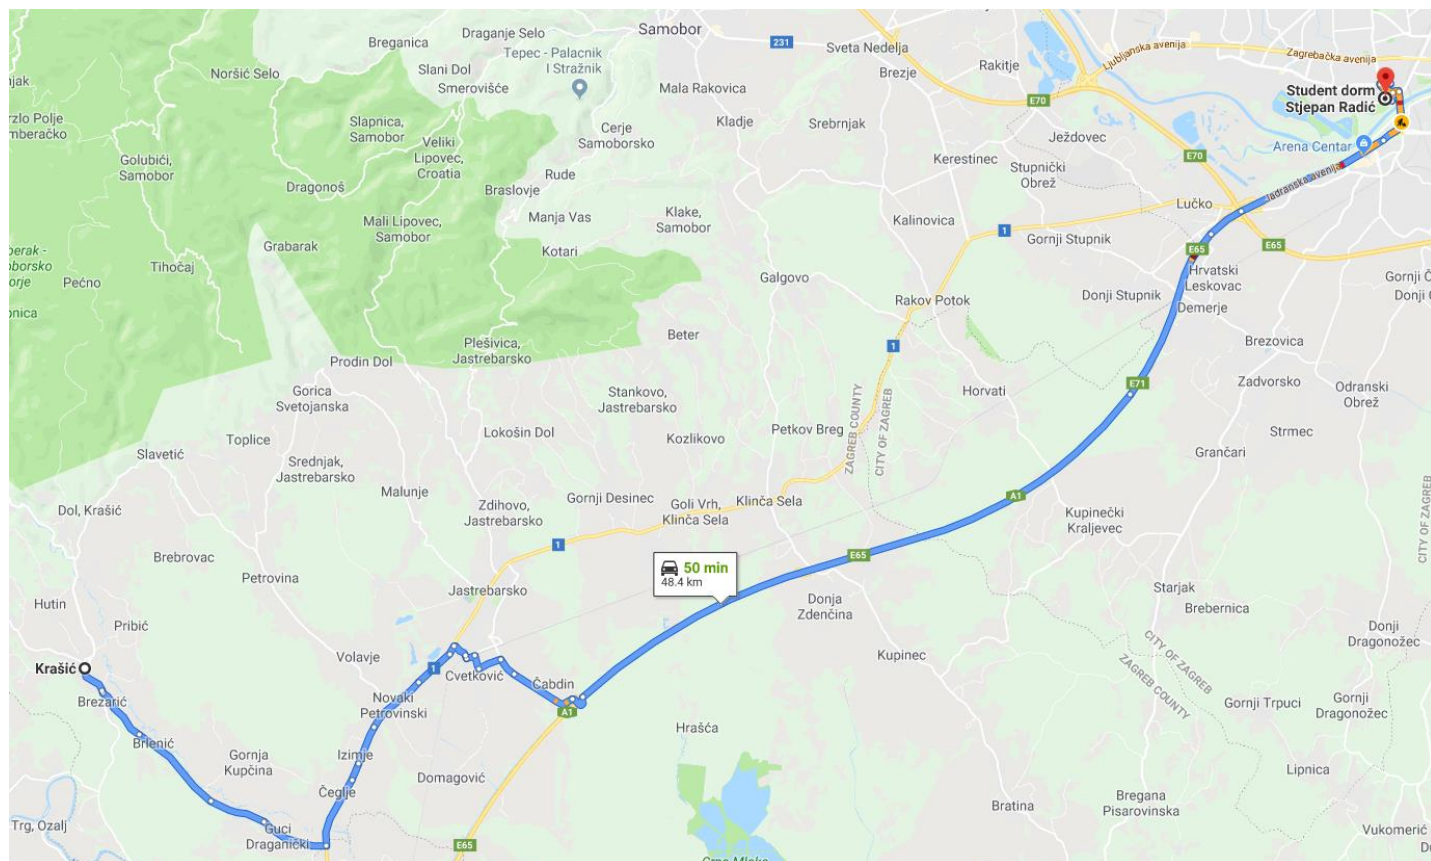 Draganje Selo
Samobor
Breganica
231
Ljubljanska avenija
Zagrebačka avenija
Tepec - Palacnik
I Stražnik
Sveta Nedelja
Rakitje
Brezje
Noršić Selo
Slani Dol
Smerovišće
Mala Rakovica
E70
Student dorm
Stjepan Radić
Slapnica,
Samobor
Kladje
Srebrnjak
Cerje
Samoborsko
Ježdovec
Veliki
Lipovec,
Croatia
Arena Centar
E70
Golubići,
Samobor
Kerestinec
Stupnički
Obrež
Rude
Dragonoš
Braslovje
Jadranska avenija
Lučko
Mali Lipovec,
Samobor
Manja Vas
Klake,
Samobor
Kalinovica
1
Gornji Stupnik
Grabarak
Kotari
E65
E65
Tihočaj
Pećno
Galgovo
Hrvatski
Leskovac
Donji Stupnik
Rakov Potok
Demerje
Beter
Plešivica,
Jastrebarsko
1
Brezovica
Prodin Dol
E71
Zadvorsko
Odranski
Obrež
Gorica
Svetojanska
Stankovo,
Jastrebarsko
Horvati
ZAGREB COUNTY
CITY OF ZAGREB
Toplice
Lokošin Dol
Kozlikovo
Petkov Breg
Strmec
Slavetić
Grančari
Srednjak,
Jastrebarsko
Malunje
Zdihovo,
Jastrebarsko
Gornji Desinec
Goli Vrh,
Klinča Sela
Klinča Sela
A1
Dol, Krašić
Kupinečki
Kraljevec
CITY OF ZAGREB
Brebrovac
1
E65
Petrovina
50 min
48.4 km
Jastrebarsko
Donja
Zdenčina
Starjak
Brebernica
Hutin
Pribić
Donji
Dragonožec
CITY OF ZAGREB
ZAGREB COUNTY
Volavje
Kupinec
Krašić
1
Cvetković
Čabdin
Brezarić
Novaki
Petrovinski
A1
Gornji Trpuci
Gornji
Dragonožec
Hrašća
Brlenić
Gornja
Kupčina
Izimje
Domagović
Lipnica
Čeglje
Bratina
Bregana
Pisarovinska
Trg, Ozalj
Guci
Draganički
E65
Vukomerić